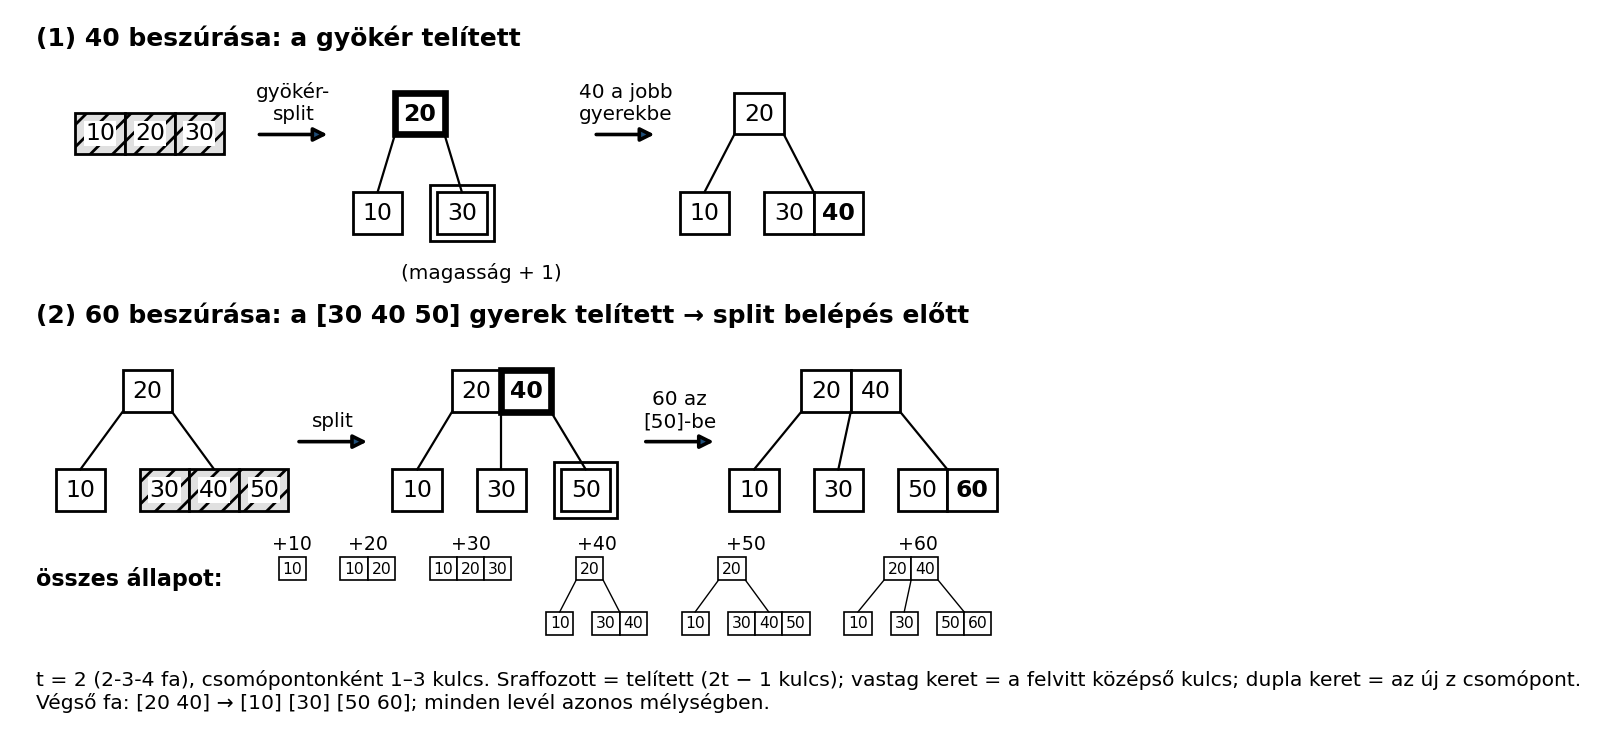 (1) 40 beszúrása: a gyökér telített
gyökér-
split
40 a jobb
gyerekbe
20
20
10 20 30
10
30
10
30 40
(magasság + 1)
(2) 60 beszúrása: a [30 40 50] gyerek telített → split belépés előtt
20
20 40
20 40
split
60 az
[50]-be
10
30 40 50
10
30
50
10
30
50 60
összes állapot:
+10
+20
+30
+40
+50
+60
10
10 20
10 20 30
20
20
20 40
10
30 40
10
30 40 50
10
30
50 60
t = 2 (2-3-4 fa), csomópontonként 1–3 kulcs. Sraffozott = telített (2t − 1 kulcs); vastag keret = a felvitt középső kulcs; dupla keret = az új z csomópont.
Végső fa: [20 40] → [10] [30] [50 60]; minden levél azonos mélységben.